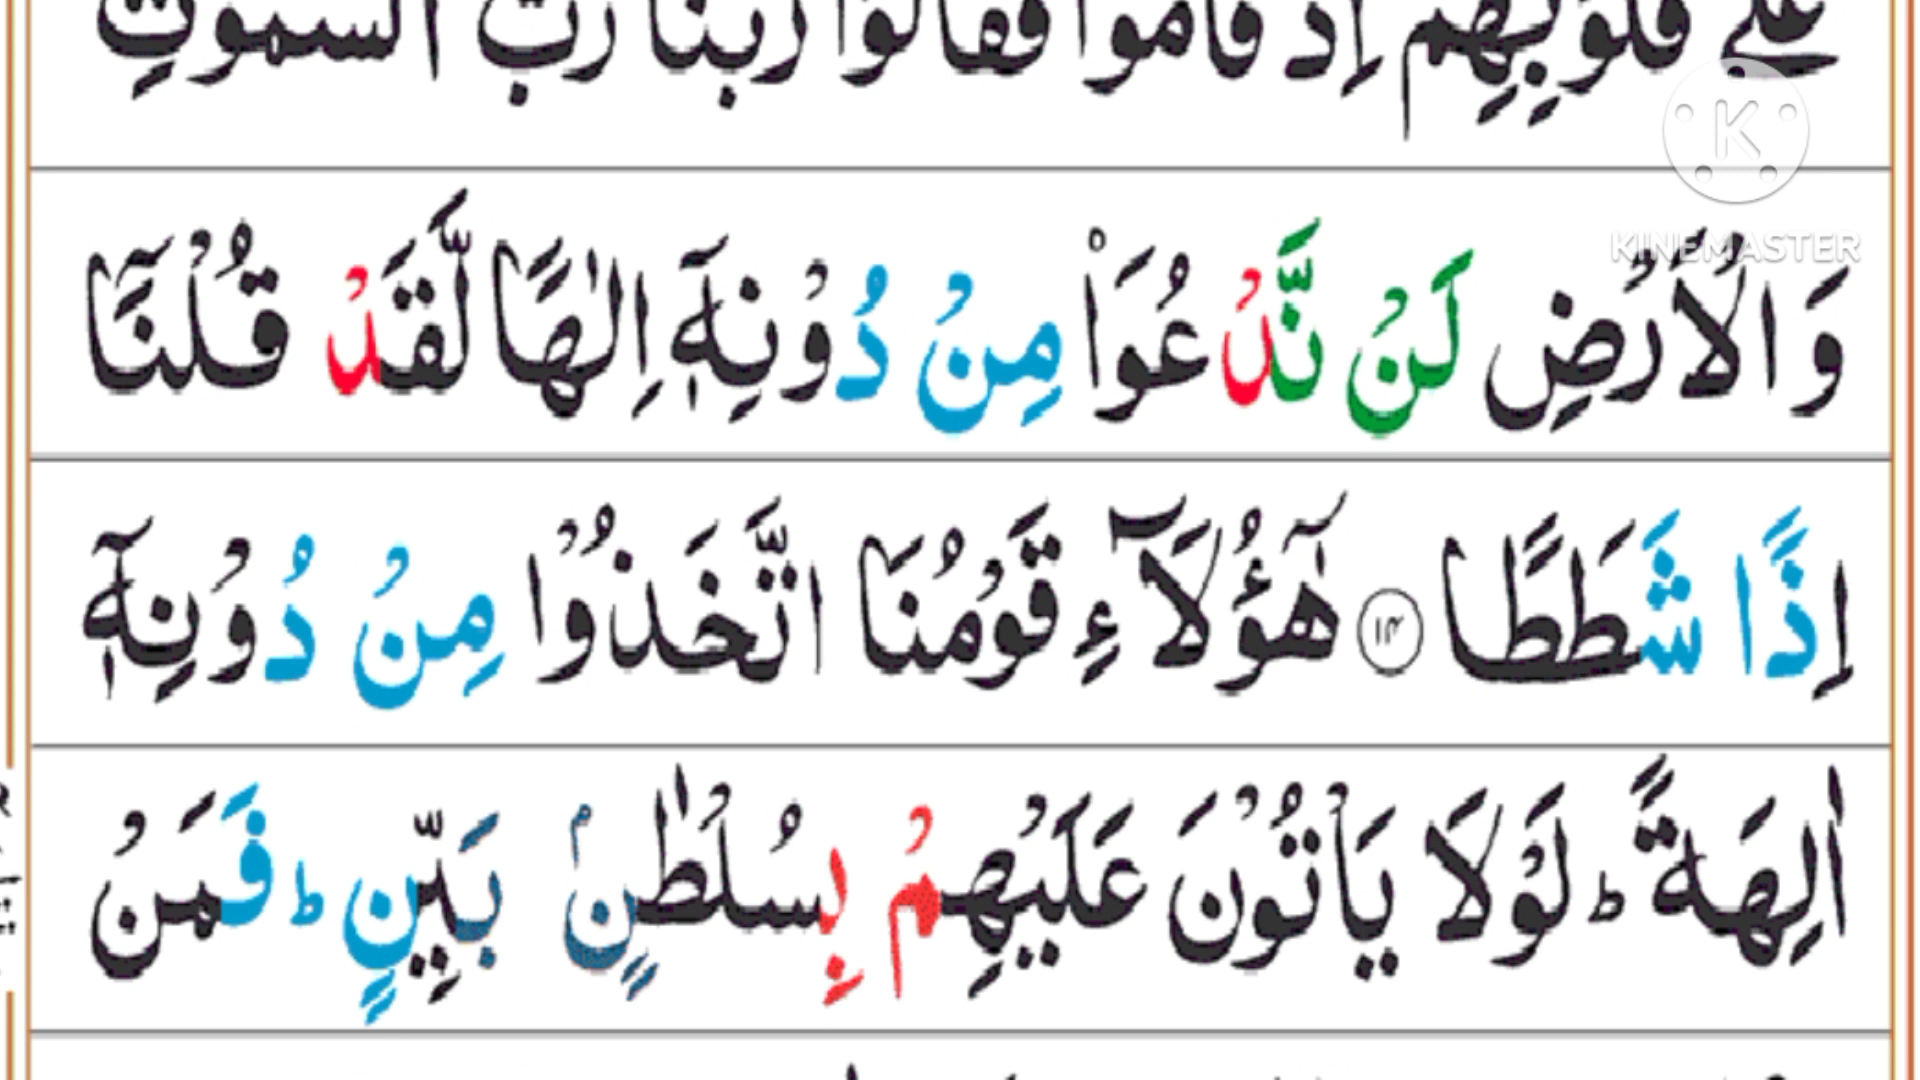 عَلٰى قُلُوْبِهِمْ اِذْ قَامُوْا فَقَالُوْا رَبُّنَا رَبُّ السَّمٰوٰتِ
K
KINEMASTER
وَ الْاَرْضِ لَنْ نَّدْعُوَا۟ مِنْ دُوْنِهٖۤ اِلٰهًا لَّقَدْ قُلْنَاۤ
اِذًا شَطَطًا ﴿۱۴﴾ هٰۤؤُلَآءِ قَوْمُنَا اتَّخَذُوْا مِنْ دُوْنِهٖۤ
اٰلِهَةً ؕ لَوْلَا يَاْتُوْنَ عَلَيْهِمْ بِسُلْطٰنٍۭ بَيِّنٍ ؕ فَمَنْ